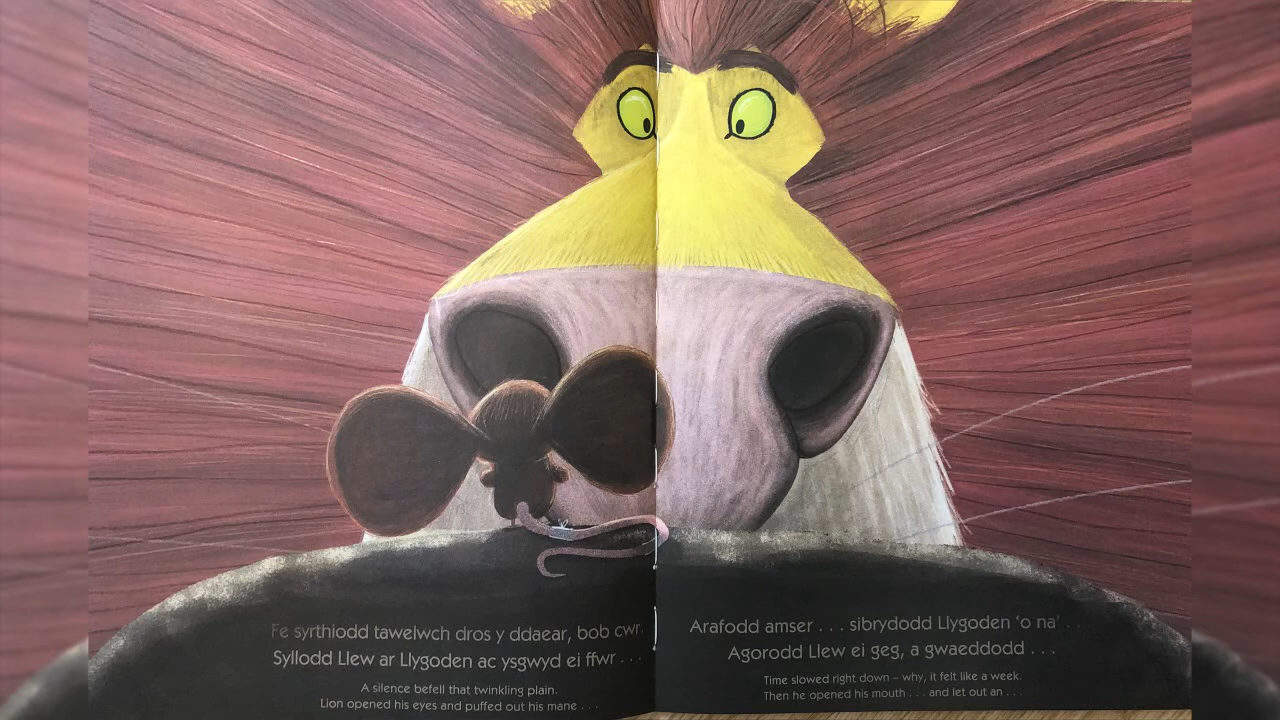 Fe syrthiodd tawelwch dros y ddaear, bob cwr.
Syllodd Llew ar Llygoden ac ysgwyd ei ffwr . . .
A silence befell that twinkling plain.
Lion opened his eyes and puffed out his mane . . .
Arafodd amser . . . sibrydodd Llygoden ‘o na’ . .
Agorodd Llew ei geg, a gwaeddodd . . .
Time slowed right down – why, it felt like a week.
Then he opened his mouth . . . and let out an . . .